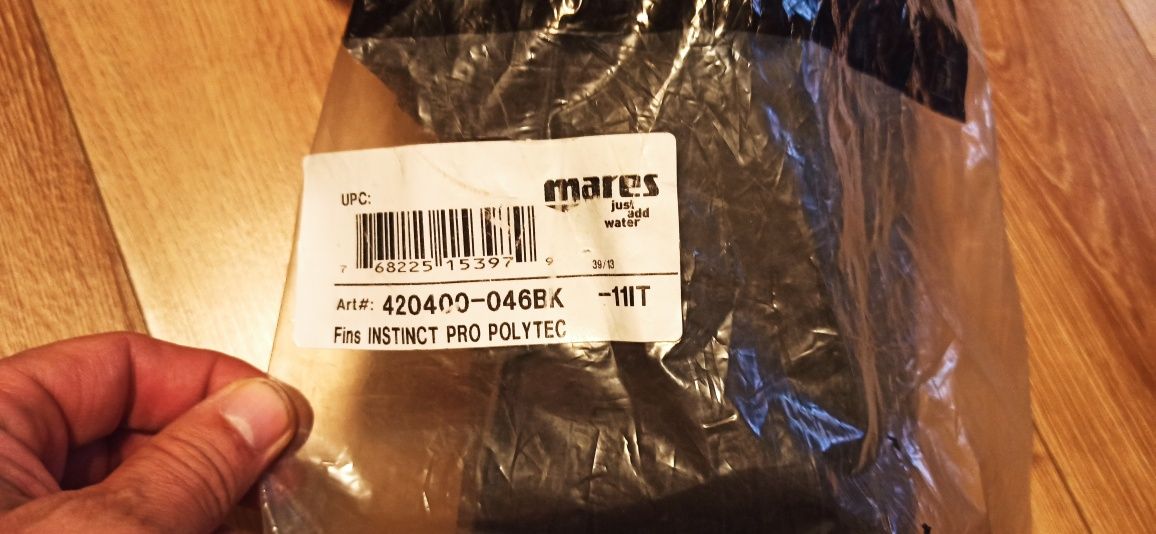 UPC:
mares
just
add
water
7 68225 15397 9
39/13
Art#: 420400-046BK -11IT
Fins INSTINCT PRO POLYTEC